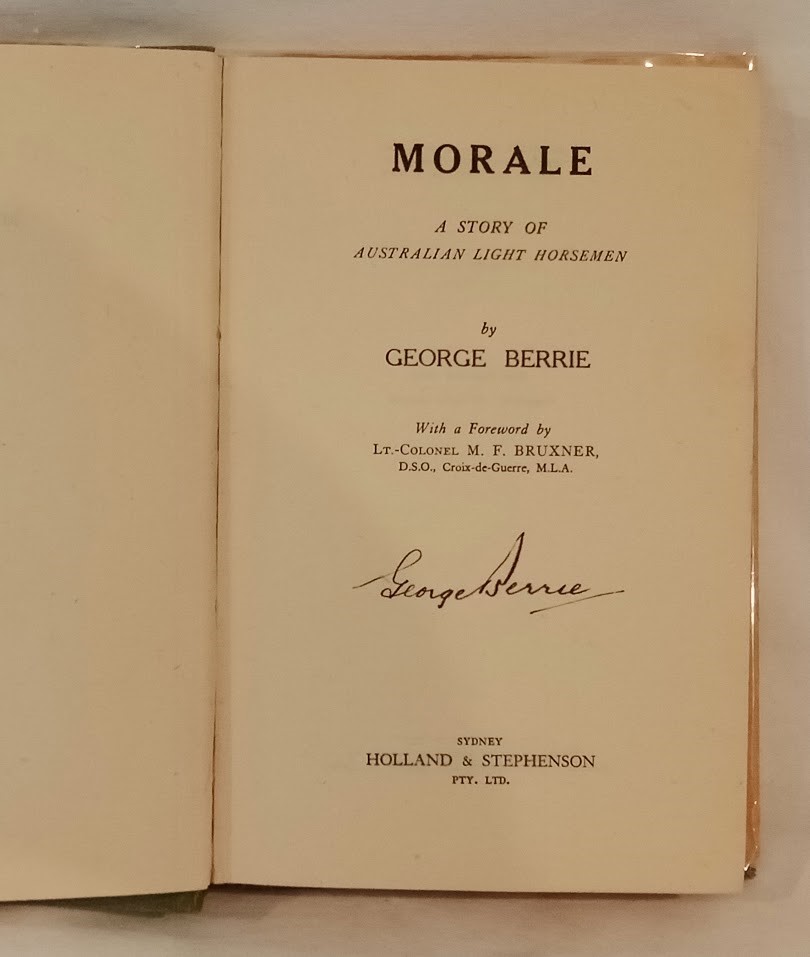 MORALE
A STORY OF
AUSTRALIAN LIGHT HORSEMEN
by
GEORGE BERRIE
With a Foreword by
LT.-COLONEL M. F. BRUXNER,
D.S.O., Croix-de-Guerre, M.L.A.
George Berrie
SYDNEY
HOLLAND & STEPHENSON
PTY. LTD.